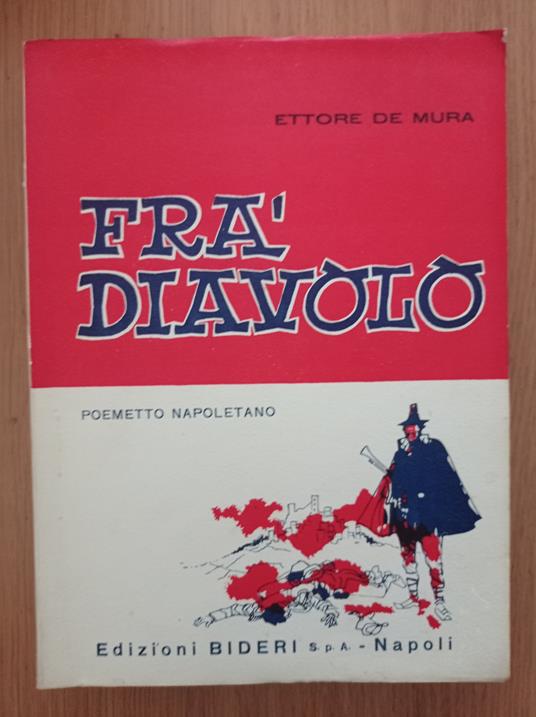 ETTORE DE MURA
FRA'
DIAVOLO
POEMETTO NAPOLETANO
Edizioni BIDERI S.p.A. - Napoli